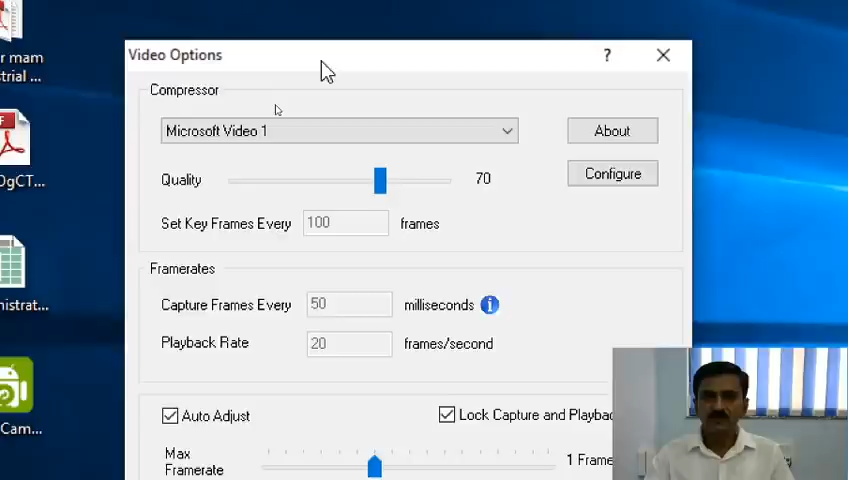 r mam
strial ...
OgCT...
nistrat...
Cam...
Video Options
?
Compressor
Microsoft Video 1
About
Quality
70
Configure
Set Key Frames Every 100 frames
Framerates
Capture Frames Every 50 milliseconds i
Playback Rate 20 frames/second
Auto Adjust
Lock Capture and Playbac
Max
Framerate
1 Frame